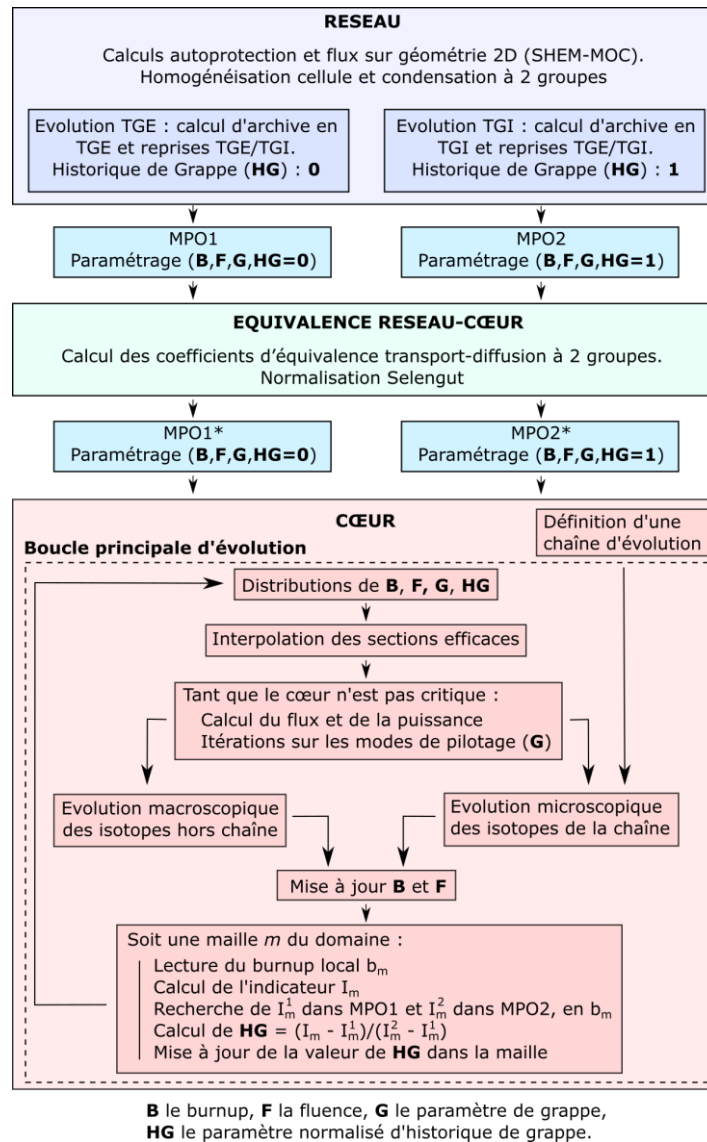 RESEAU
Calculs autoprotection et flux sur géométrie 2D (SHEM-MOC).
Homogénéisation cellule et condensation à 2 groupes
Evolution TGE : calcul d'archive en
TGE et reprises TGE/TGI.
Historique de Grappe (HG) : 0
Evolution TGI : calcul d'archive en
TGI et reprises TGE/TGI.
Historique de Grappe (HG) : 1
MPO1
Paramétrage (B,F,G,HG=0)
MPO2
Paramétrage (B,F,G,HG=1)
EQUIVALENCE RESEAU-CŒUR
Calcul des coefficients d’équivalence transport-diffusion à 2 groupes.
Normalisation Selengut
MPO1*
Paramétrage (B,F,G,HG=0)
MPO2*
Paramétrage (B,F,G,HG=1)
CŒUR
Définition d'une
chaîne d'évolution
Boucle principale d'évolution
Distributions de B, F, G, HG
Interpolation des sections efficaces
Tant que le cœur n'est pas critique :
Calcul du flux et de la puissance
Itérations sur les modes de pilotage (G)
Evolution macroscopique
des isotopes hors chaîne
Evolution microscopique
des isotopes de la chaîne
Mise à jour B et F
Soit une maille m du domaine :
Lecture du burnup local bₘ
Calcul de l'indicateur Iₘ
Recherche de Iₘ¹ dans MPO1 et Iₘ² dans MPO2, en bₘ
Calcul de HG = (Iₘ - Iₘ¹)/(Iₘ² - Iₘ¹)
Mise à jour de la valeur de HG dans la maille
B le burnup, F la fluence, G le paramètre de grappe,
HG le paramètre normalisé d'historique de grappe.